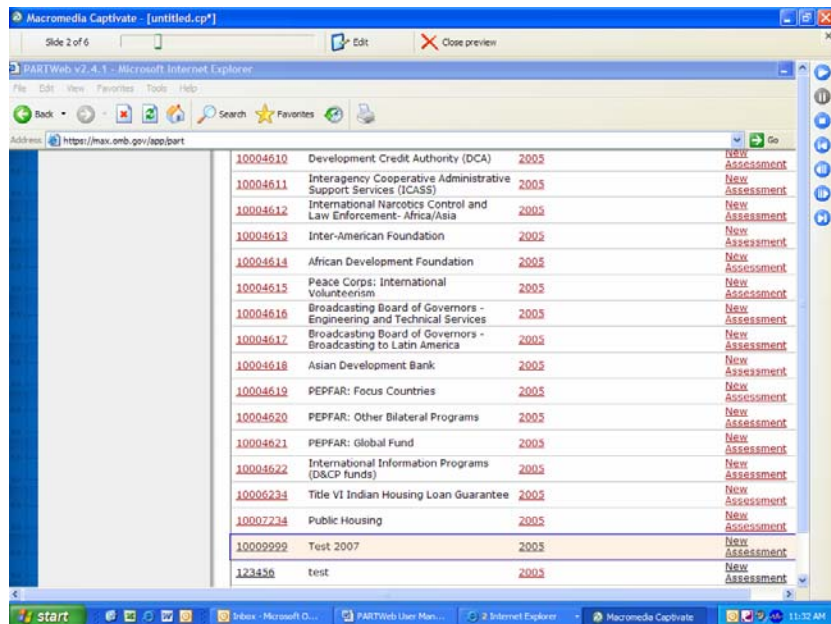 Macromedia Captivate - [untitled.cp*]
Slide 2 of 6 Edit Close preview
PARTWeb v2.4.1 - Microsoft Internet Explorer
File Edit View Favorites Tools Help
Back Search Favorites
Address https://max.omb.gov/app/part Go
10004610 Development Credit Authority (DCA) 2005 New Assessment
10004611 Interagency Cooperative Administrative Support Services (ICASS) 2005 New Assessment
10004612 International Narcotics Control and Law Enforcement- Africa/Asia 2005 New Assessment
10004613 Inter-American Foundation 2005 New Assessment
10004614 African Development Foundation 2005 New Assessment
10004615 Peace Corps: International Volunteerism 2005 New Assessment
10004616 Broadcasting Board of Governors - Engineering and Technical Services 2005 New Assessment
10004617 Broadcasting Board of Governors - Broadcasting to Latin America 2005 New Assessment
10004618 Asian Development Bank 2005 New Assessment
10004619 PEPFAR: Focus Countries 2005 New Assessment
10004620 PEPFAR: Other Bilateral Programs 2005 New Assessment
10004621 PEPFAR: Global Fund 2005 New Assessment
10004622 International Information Programs (D&CP funds) 2005 New Assessment
10006234 Title VI Indian Housing Loan Guarantee 2005 New Assessment
10007234 Public Housing 2005 New Assessment
10009999 Test 2007 2005 New Assessment
123456 test 2005 New Assessment
start Inbox - Microsoft O... PARTWeb User Man... 2 Internet Explorer Macromedia Captivate 11:32 AM